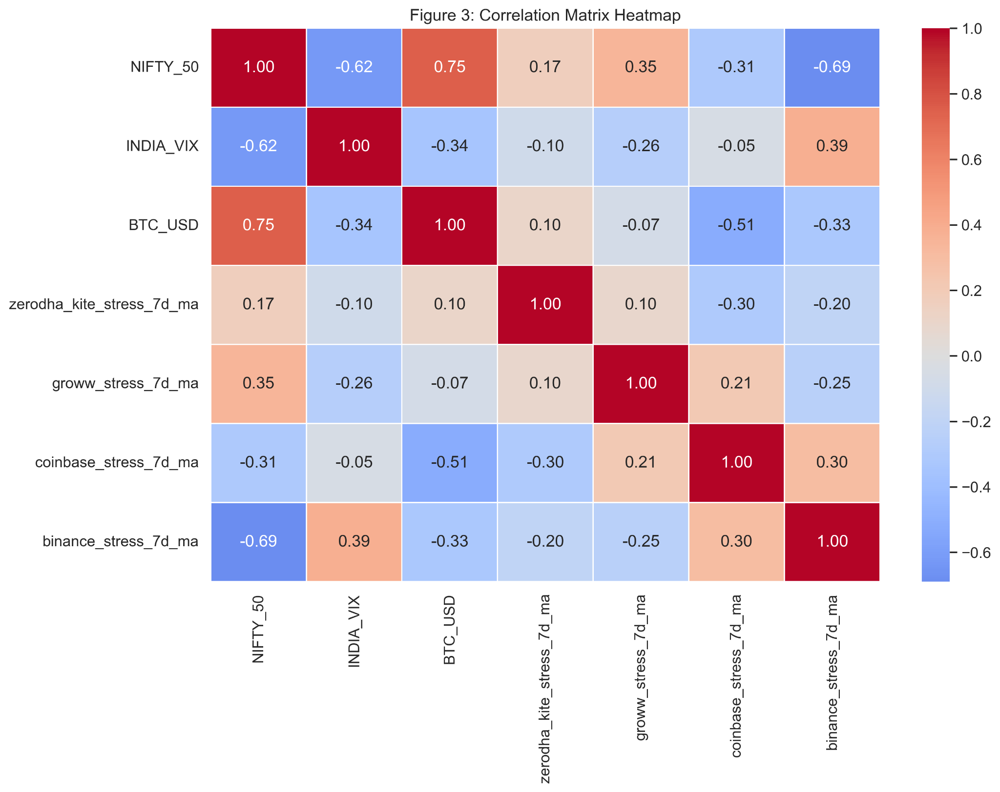 Figure 3: Correlation Matrix Heatmap
NIFTY_50 1.00 -0.62 0.75 0.17 0.35 -0.31 -0.69
INDIA_VIX -0.62 1.00 -0.34 -0.10 -0.26 -0.05 0.39
BTC_USD 0.75 -0.34 1.00 0.10 -0.07 -0.51 -0.33
zerodha_kite_stress_7d_ma 0.17 -0.10 0.10 1.00 0.10 -0.30 -0.20
groww_stress_7d_ma 0.35 -0.26 -0.07 0.10 1.00 0.21 -0.25
coinbase_stress_7d_ma -0.31 -0.05 -0.51 -0.30 0.21 1.00 0.30
binance_stress_7d_ma -0.69 0.39 -0.33 -0.20 -0.25 0.30 1.00
NIFTY_50
INDIA_VIX
BTC_USD
zerodha_kite_stress_7d_ma
groww_stress_7d_ma
coinbase_stress_7d_ma
binance_stress_7d_ma
1.0
0.8
0.6
0.4
0.2
0.0
−0.2
−0.4
−0.6